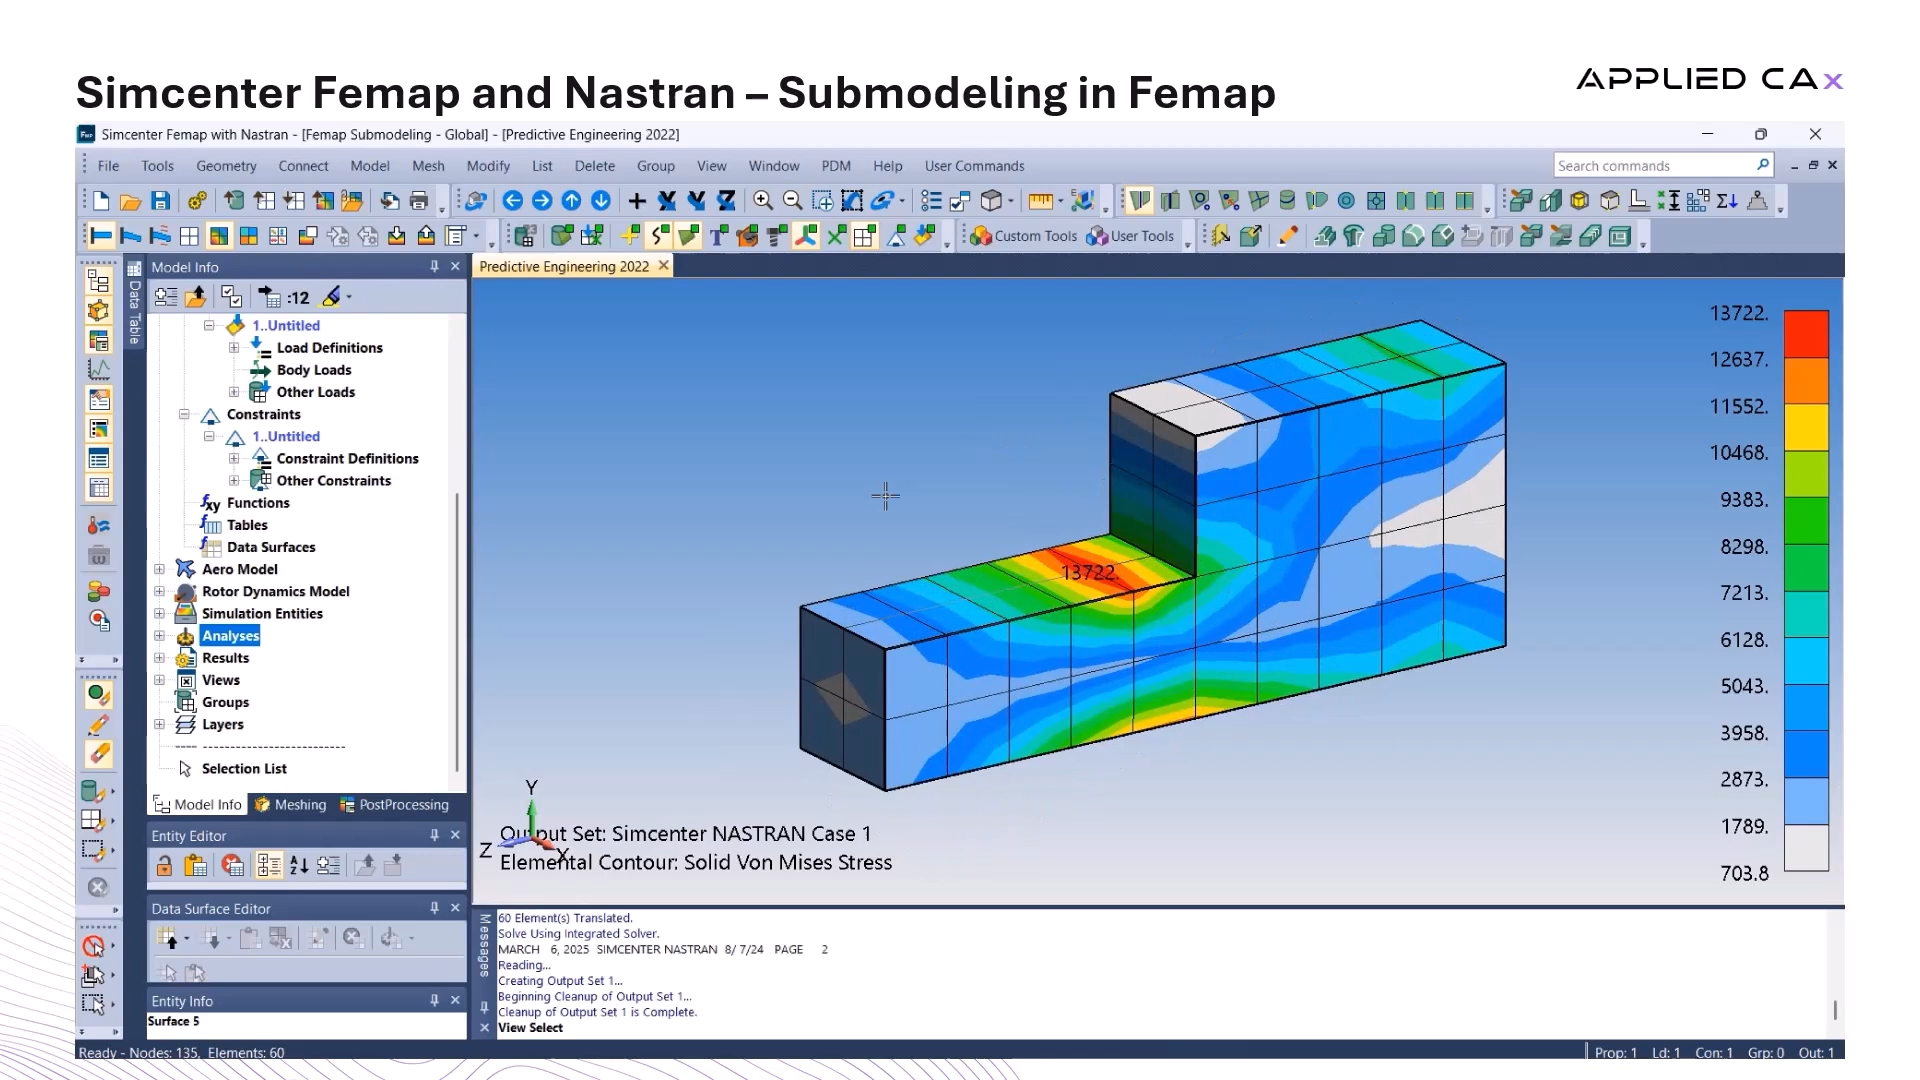 Simcenter Femap and Nastran – Submodeling in Femap
APPLIED CAx
Simcenter Femap with Nastran - [Femap Submodeling - Global] - [Predictive Engineering 2022]
File Tools Geometry Connect Model Mesh Modify List Delete Group View Window PDM Help User Commands
Search commands
Custom Tools User Tools
Model Info
Data Table
:12
1..Untitled
Load Definitions
Body Loads
Other Loads
Constraints
1..Untitled
Constraint Definitions
Other Constraints
Functions
Tables
Data Surfaces
Aero Model
Rotor Dynamics Model
Simulation Entities
Analyses
Results
Views
Groups
Layers
Selection List
Model Info Meshing PostProcessing
Entity Editor
Data Surface Editor
Entity Info
Surface 5
Predictive Engineering 2022
13722.
13722.
12637.
11552.
10468.
9383.
8298.
7213.
6128.
5043.
3958.
2873.
1789.
703.8
Y
Z
X
Output Set: Simcenter NASTRAN Case 1
Elemental Contour: Solid Von Mises Stress
Messages
60 Element(s) Translated.
Solve Using Integrated Solver.
MARCH 6, 2025 SIMCENTER NASTRAN 8/ 7/24 PAGE 2
Reading...
Creating Output Set 1...
Beginning Cleanup of Output Set 1...
Cleanup of Output Set 1 is Complete.
View Select
Ready - Nodes: 135, Elements: 60
Prop: 1 Ld: 1 Con: 1 Grp: 0 Out: 1